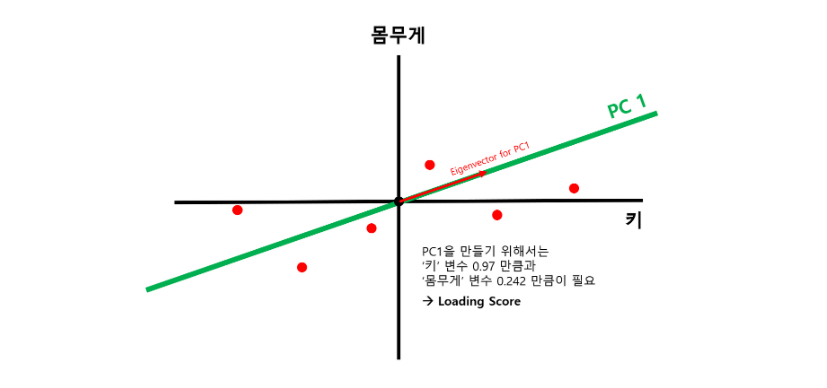 몸무게
PC 1
Eigenvector for PC1
키
PC1을 만들기 위해서는
'키' 변수 0.97 만큼과
'몸무게' 변수 0.242 만큼이 필요
→ Loading Score